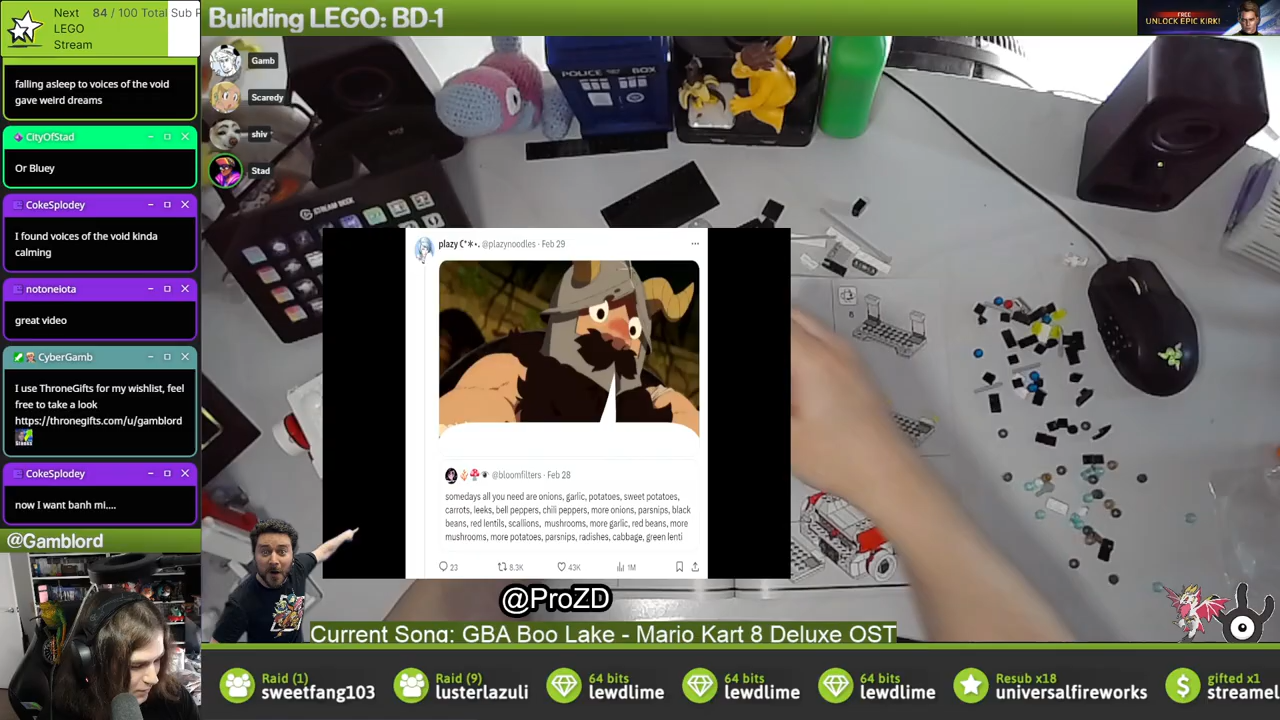 Next
LEGO
Stream
84 / 100 Total Sub
Building LEGO: BD-1
FREE
UNLOCK EPIC KIRK!
falling asleep to voices of the void
gave weird dreams
CityOfStad
Or Bluey
CokeSplodey
I found voices of the void kinda
calming
notoneiota
great video
CyberGamb
I use ThroneGifts for my wishlist, feel
free to take a look
https://thronegifts.com/u/gamblord
CokeSplodey
now I want banh mi....
@Gamblord
Gamb
Scaredy
shiv
Stad
POLICE BOX
STREAM DECK
plazy @plazynoodles · Feb 29
@bloomfilters · Feb 28
somedays all you need are onions, garlic, potatoes, sweet potatoes,
carrots, leeks, bell peppers, chili peppers, more onions, parsnips, black
beans, red lentils, scallions, mushrooms, more garlic, red beans, more
mushrooms, more potatoes, parsnips, radishes, cabbage, green lenti
23 8.3K 43K 1M
@ProZD
Current Song: GBA Boo Lake - Mario Kart 8 Deluxe OST
Raid (1)
sweetfang103
Raid (9)
lusterlazuli
64 bits
lewdlime
64 bits
lewdlime
64 bits
lewdlime
Resub x18
universalfireworks
gifted x1
streamel